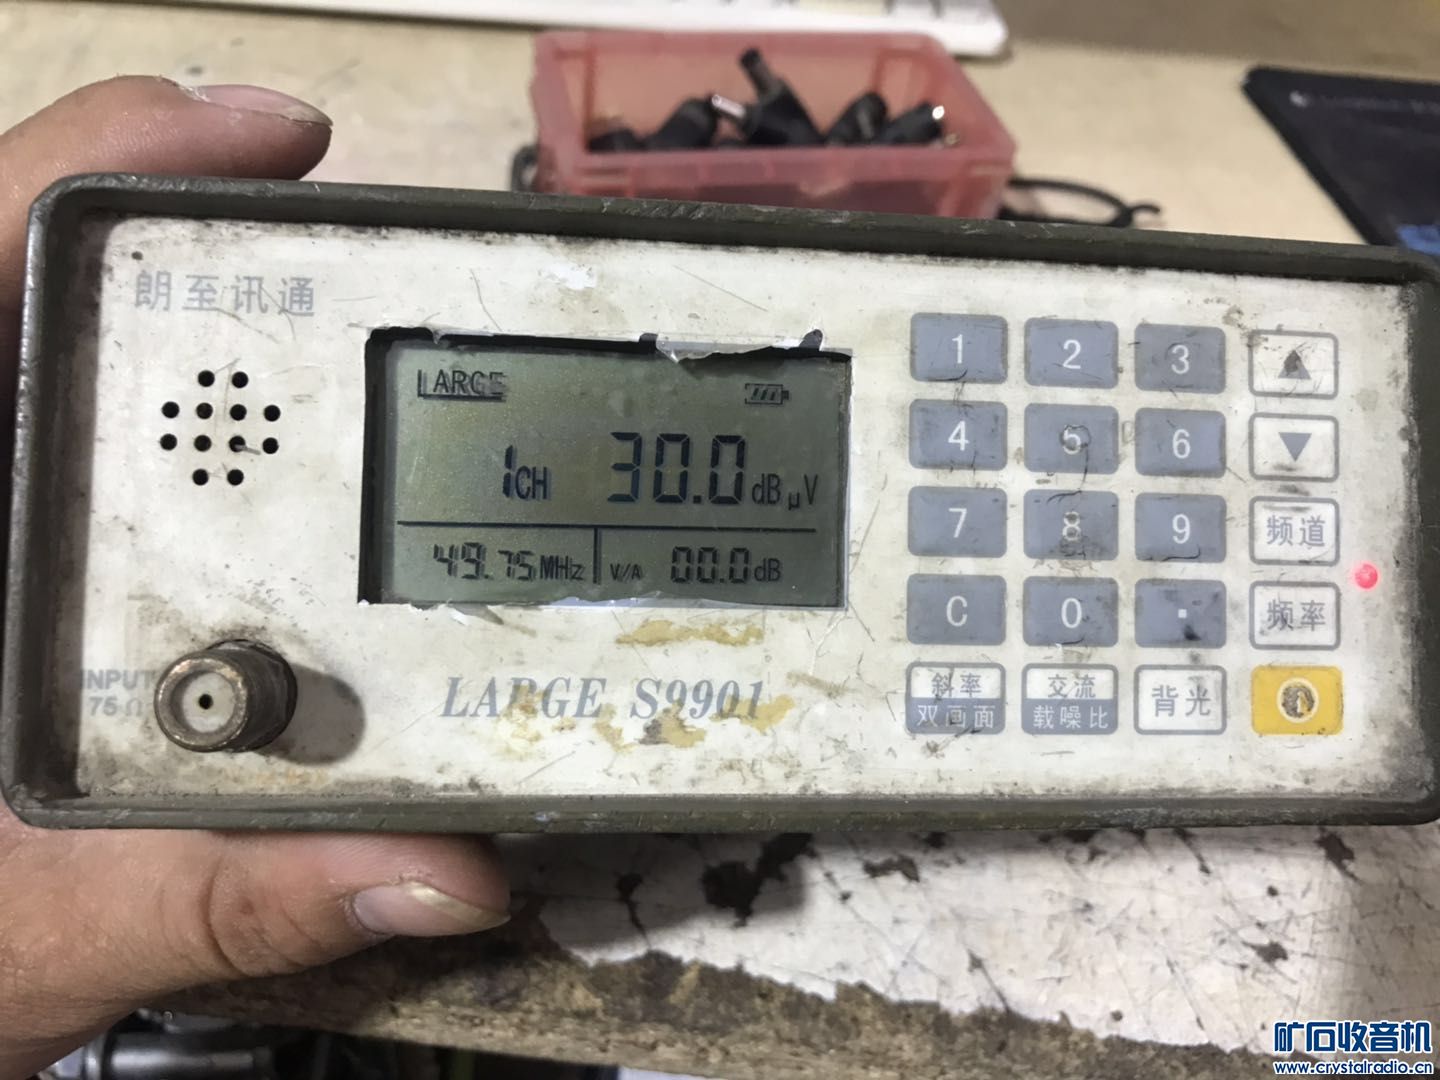 朗至讯通
LARGE
1CH 30.0dBμV
49.75MHz V/A 00.0dB
INPUT
75Ω
LARGE S9901
1 2 3
4 5 6
7 8 9 频道
C 0 . 频率
斜率 交流 背光
双画面 载噪比
矿石收音机
www.crystalradio.cn